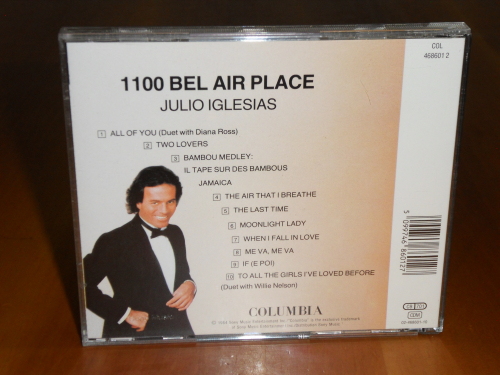 COL
468601 2
1100 BEL AIR PLACE
JULIO IGLESIAS
1 ALL OF YOU (Duet with Diana Ross)
2 TWO LOVERS
3 BAMBOU MEDLEY:
IL TAPE SUR DES BAMBOUS
JAMAICA
4 THE AIR THAT I BREATHE
5 THE LAST TIME
6 MOONLIGHT LADY
7 WHEN I FALL IN LOVE
8 ME VA, ME VA
9 IF (E POI)
10 TO ALL THE GIRLS I'VE LOVED BEFORE
(Duet with Willie Nelson)
5 099746 860127
COLUMBIA